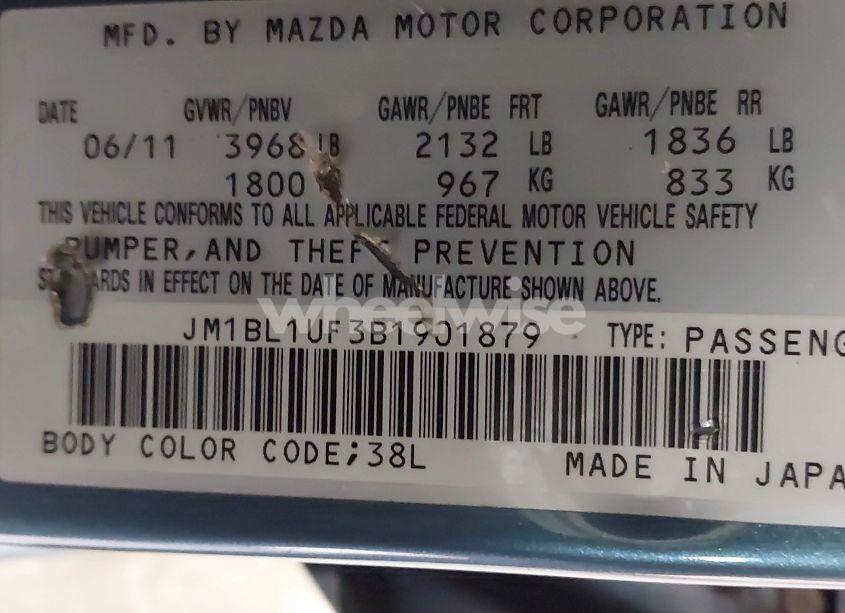 MFD. BY MAZDA MOTOR CORPORATION
DATE GVWR/PNBV GAWR/PNBE FRT GAWR/PNBE RR
06/11 3968 LB 2132 LB 1836 LB
1800 967 KG 833 KG
THIS VEHICLE CONFORMS TO ALL APPLICABLE FEDERAL MOTOR VEHICLE SAFETY
BUMPER, AND THEFT PREVENTION
STANDARDS IN EFFECT ON THE DATE OF MANUFACTURE SHOWN ABOVE.
wheelwise
JM1BL1UF3B1901879 TYPE: PASSENG
BODY COLOR CODE;38L MADE IN JAPA